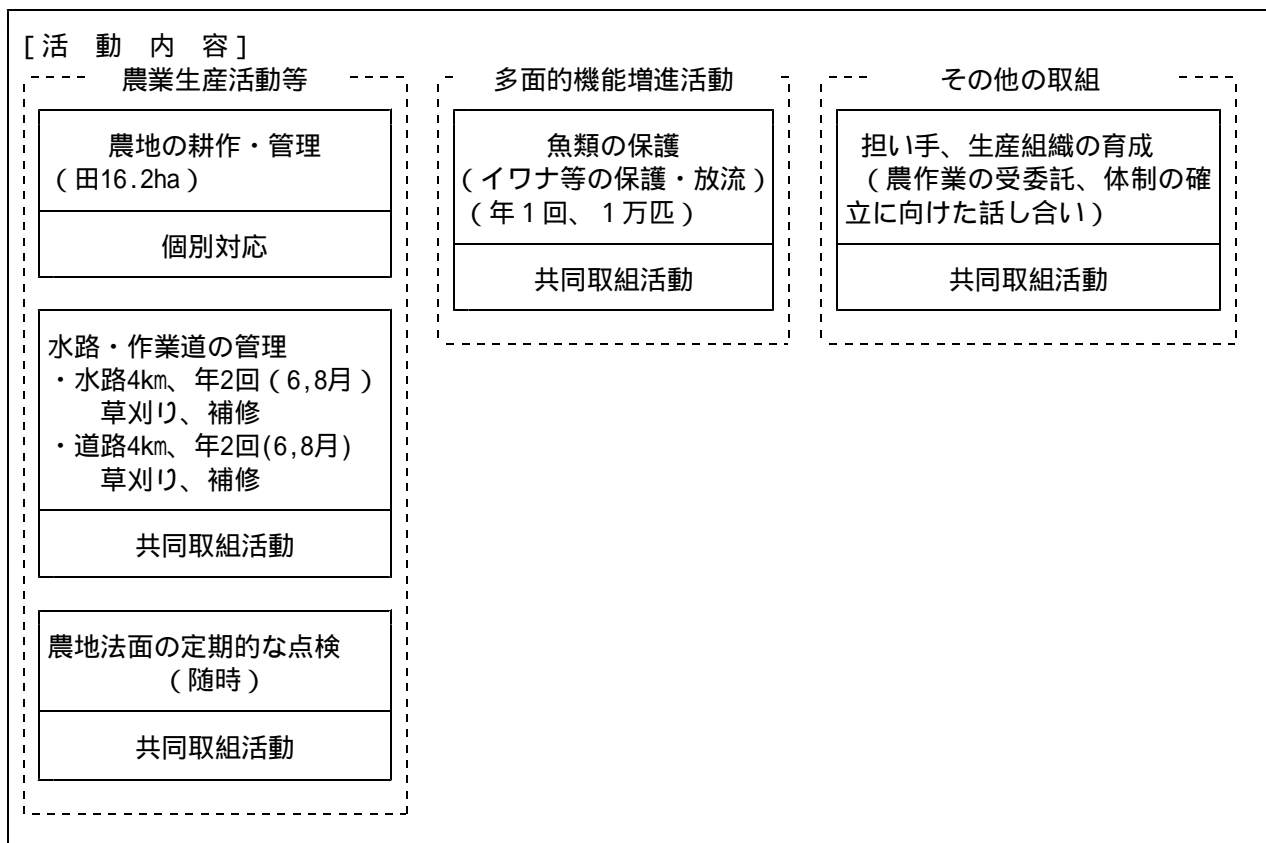 [活 動 内 容]
農業生産活動等
農地の耕作・管理
(田16.2ha)
個別対応
水路・作業道の管理
・水路4㎞、年2回(6,8月)
草刈り、補修
・道路4㎞、年2回(6,8月)
草刈り、補修
共同取組活動
農地法面の定期的な点検
(随時)
共同取組活動
多面的機能増進活動
魚類の保護
(イワナ等の保護・放流)
(年1回、1万匹)
共同取組活動
その他の取組
担い手、生産組織の育成
(農作業の受委託、体制の確
立に向けた話し合い)
共同取組活動